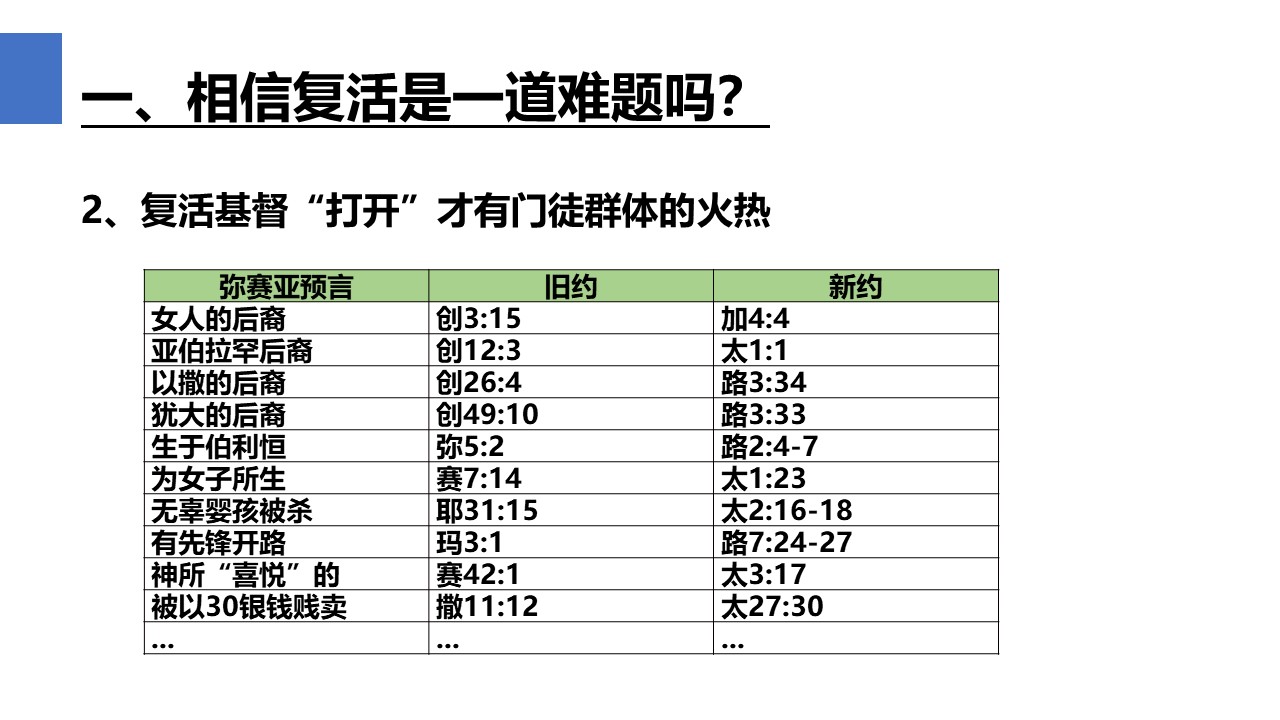 一、相信复活是一道难题吗？
2、复活基督“打开”才有门徒群体的火热
弥赛亚预言 旧约 新约
女人的后裔 创3:15 加4:4
亚伯拉罕后裔 创12:3 太1:1
以撒的后裔 创26:4 路3:34
犹大的后裔 创49:10 路3:33
生于伯利恒 弥5:2 路2:4-7
为女子所生 赛7:14 太1:23
无辜婴孩被杀 耶31:15 太2:16-18
有先锋开路 玛3:1 路7:24-27
神所“喜悦”的 赛42:1 太3:17
被以30银钱贱卖 撒11:12 太27:30
... ... ...